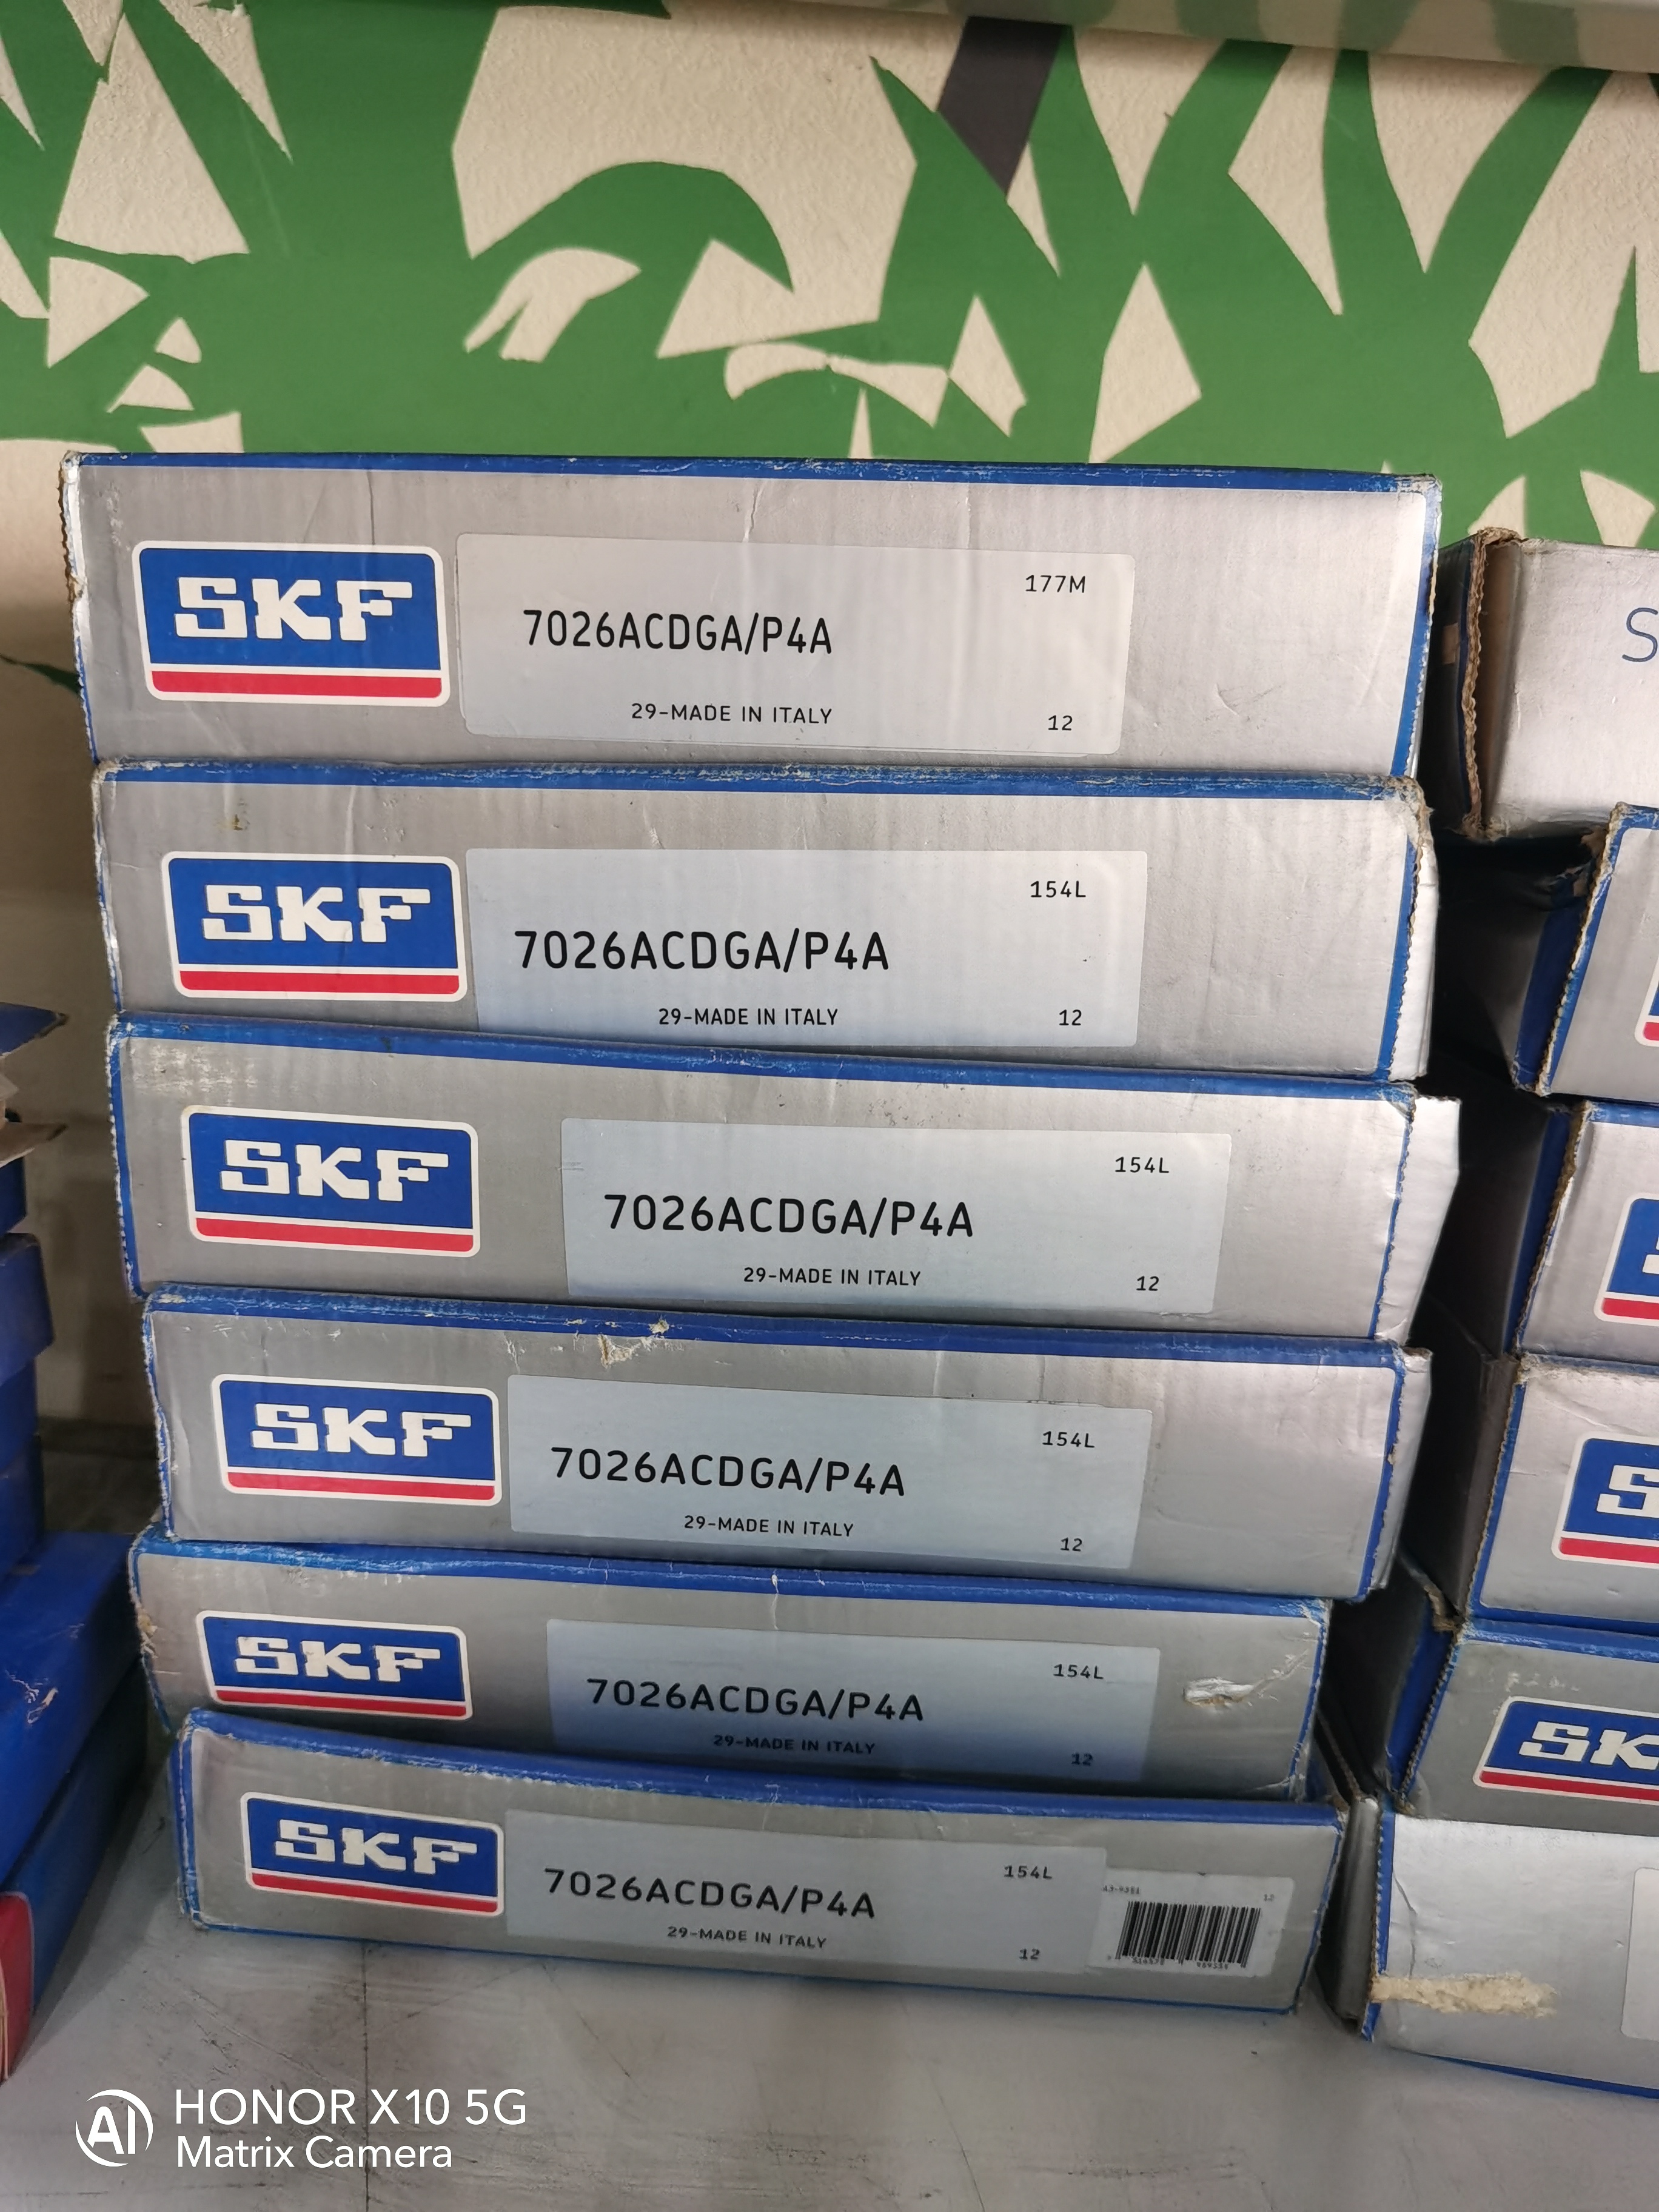 177M
SKF
7026ACDGA/P4A
29-MADE IN ITALY
12
154L
SKF
7026ACDGA/P4A
29-MADE IN ITALY
12
154L
SKF
7026ACDGA/P4A
29-MADE IN ITALY
12
154L
SKF
7026ACDGA/P4A
29-MADE IN ITALY
12
154L
SKF
7026ACDGA/P4A
29-MADE IN ITALY
12
154L
SKF
7026ACDGA/P4A
29-MADE IN ITALY
12
12
S
S
S
SK
AI
HONOR X10 5G
Matrix Camera